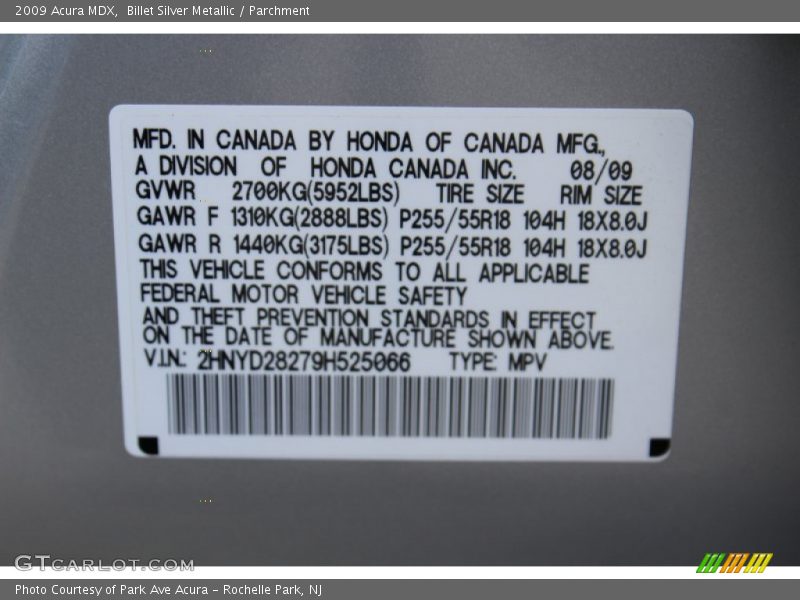 2009 Acura MDX, Billet Silver Metallic / Parchment
MFD. IN CANADA BY HONDA OF CANADA MFG.,
A DIVISION OF HONDA CANADA INC. 08/09
GVWR 2700KG(5952LBS) TIRE SIZE RIM SIZE
GAWR F 1310KG(2888LBS) P255/55R18 104H 18X8.0J
GAWR R 1440KG(3175LBS) P255/55R18 104H 18X8.0J
THIS VEHICLE CONFORMS TO ALL APPLICABLE
FEDERAL MOTOR VEHICLE SAFETY
AND THEFT PREVENTION STANDARDS IN EFFECT
ON THE DATE OF MANUFACTURE SHOWN ABOVE.
V.I.N.: 2HNYD28279H525066 TYPE: MPV
GTCARLOT.COM
Photo Courtesy of Park Ave Acura - Rochelle Park, NJ